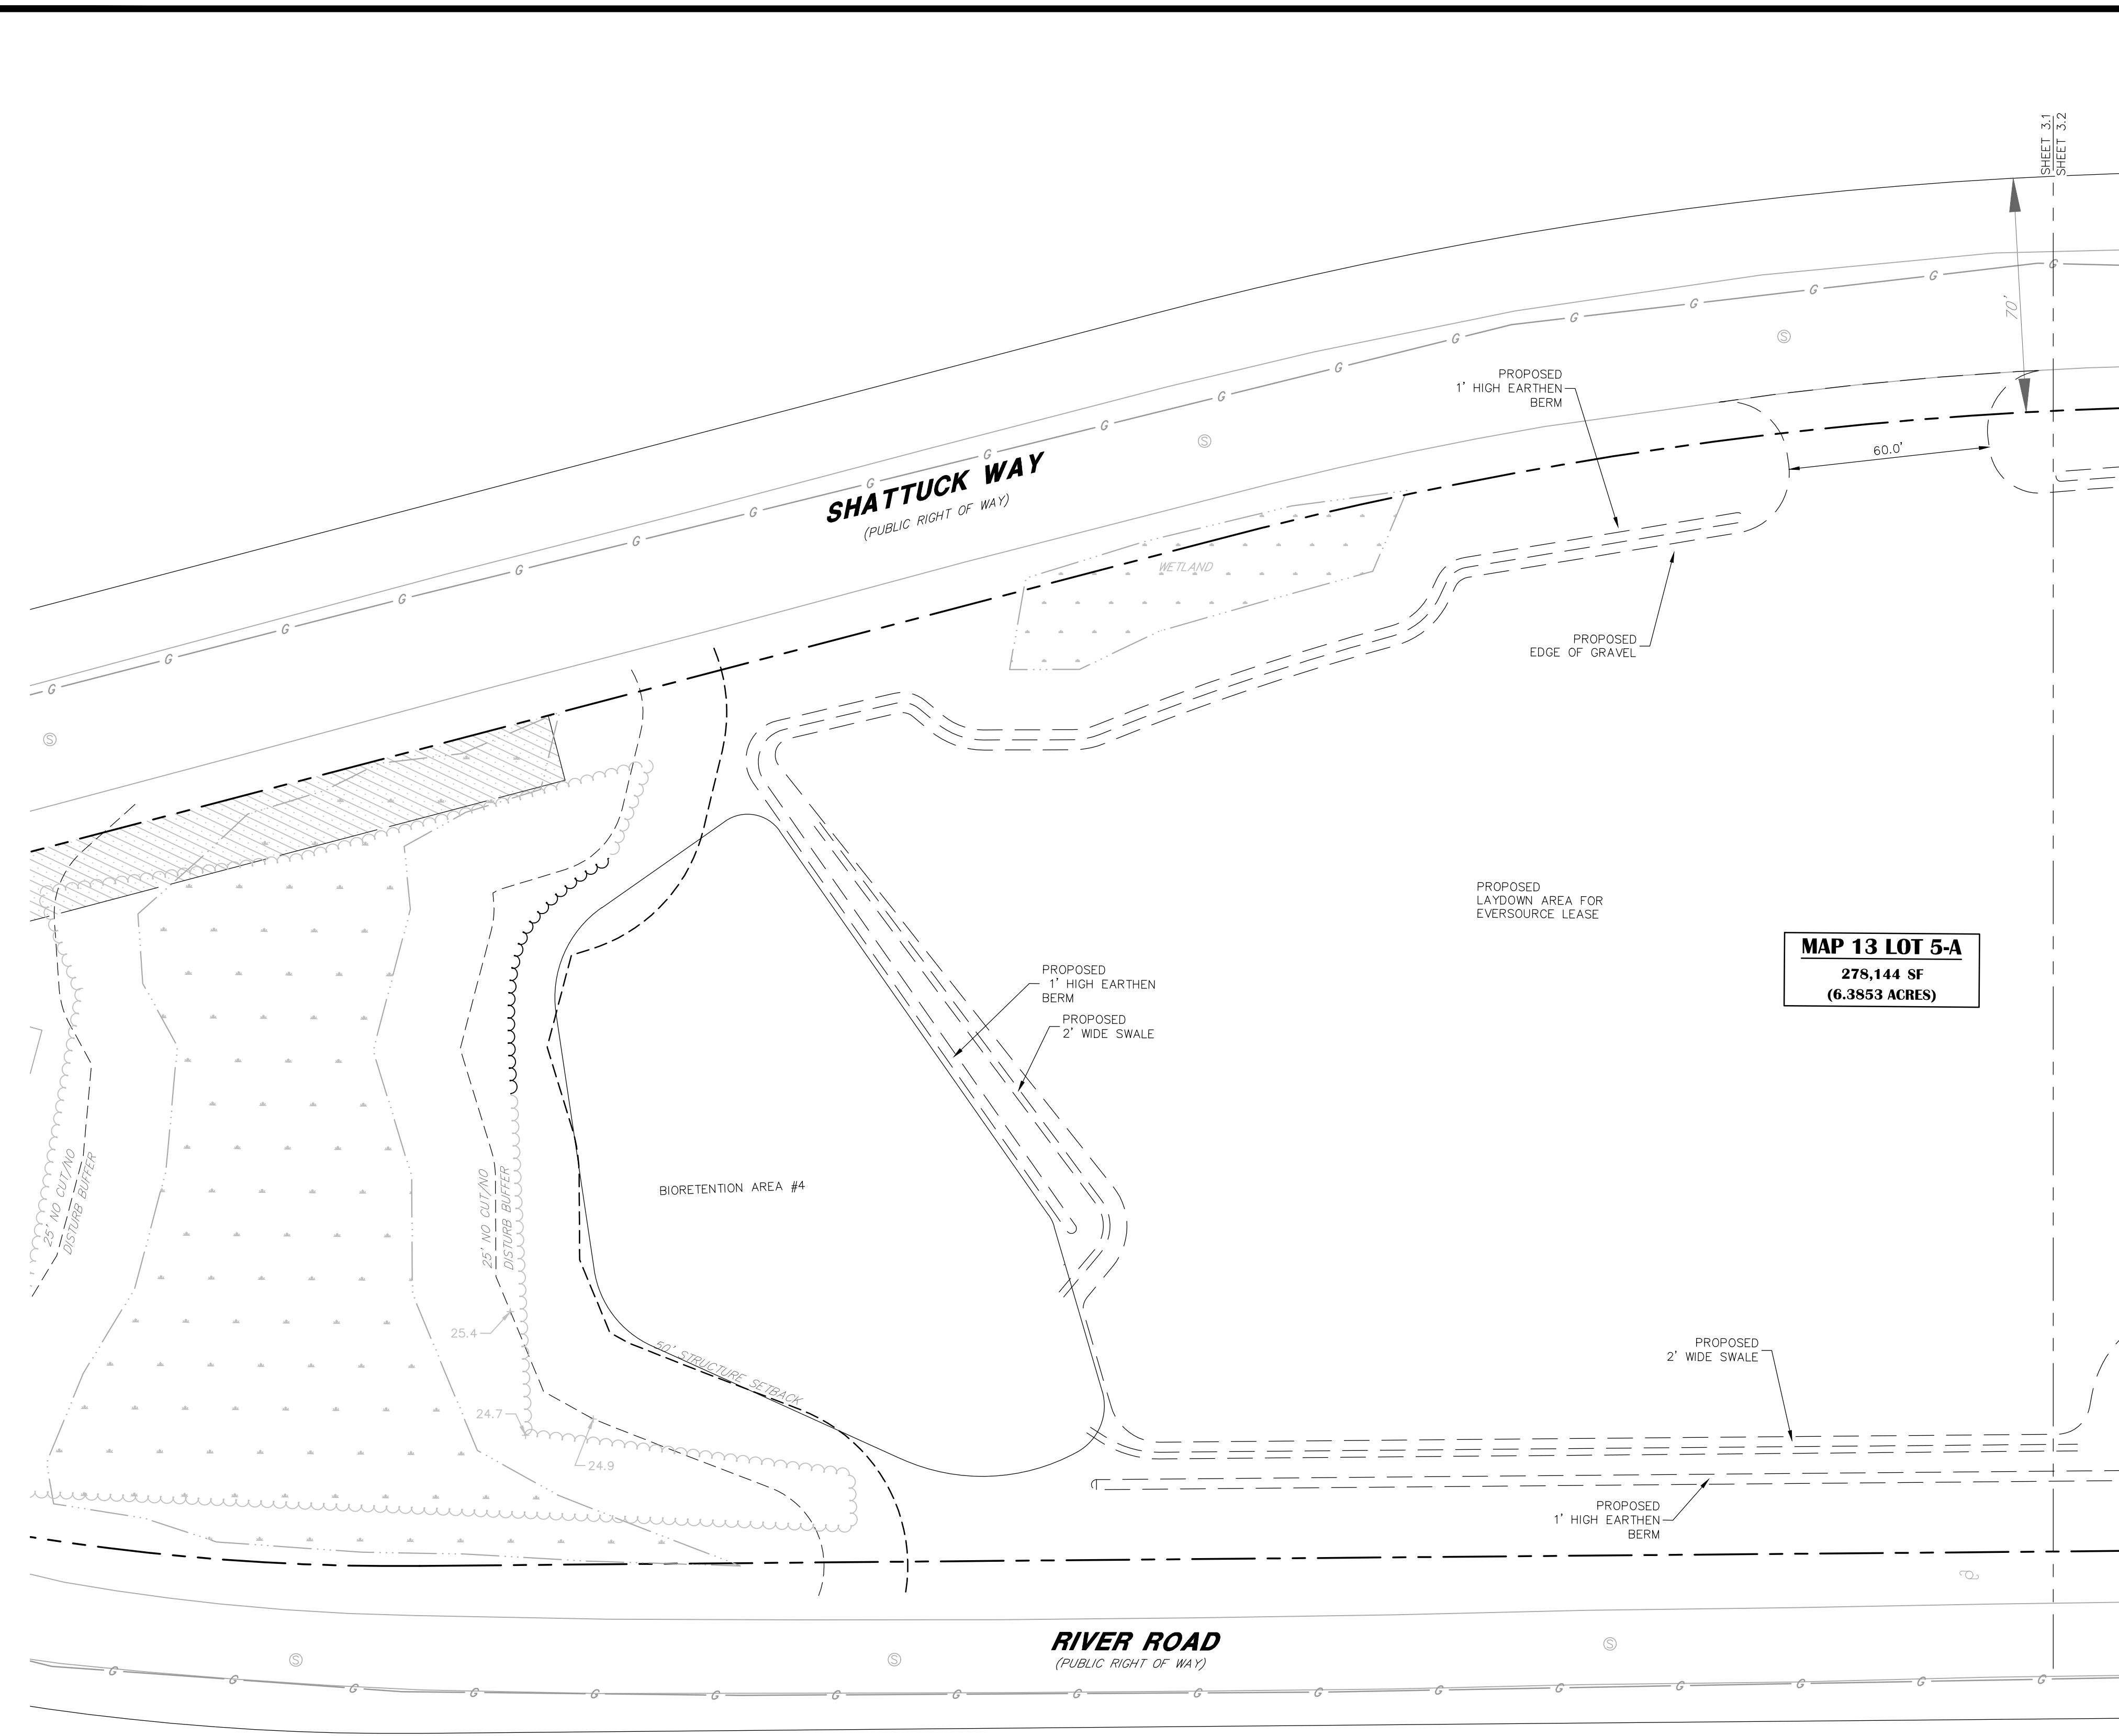 SHEET 3.1
SHEET 3.2
70'
PROPOSED
1' HIGH EARTHEN
BERM
60.0'
SHATTUCK WAY
(PUBLIC RIGHT OF WAY)
WETLAND
PROPOSED
EDGE OF GRAVEL
PROPOSED
LAYDOWN AREA FOR
EVERSOURCE LEASE
MAP 13 LOT 5-A
278,144 SF
(6.3853 ACRES)
PROPOSED
1' HIGH EARTHEN
BERM
PROPOSED
2' WIDE SWALE
25' NO CUT/NO
DISTURB BUFFER
25' NO CUT/NO
DISTURB BUFFER
BIORETENTION AREA #4
25.4
50' STRUCTURE SETBACK
24.7
24.9
PROPOSED
2' WIDE SWALE
PROPOSED
1' HIGH EARTHEN
BERM
RIVER ROAD
(PUBLIC RIGHT OF WAY)
G G G G G G G G G G G G G G G G G G
S S S
S S S
G G G G G G G G G G G G G G G G G